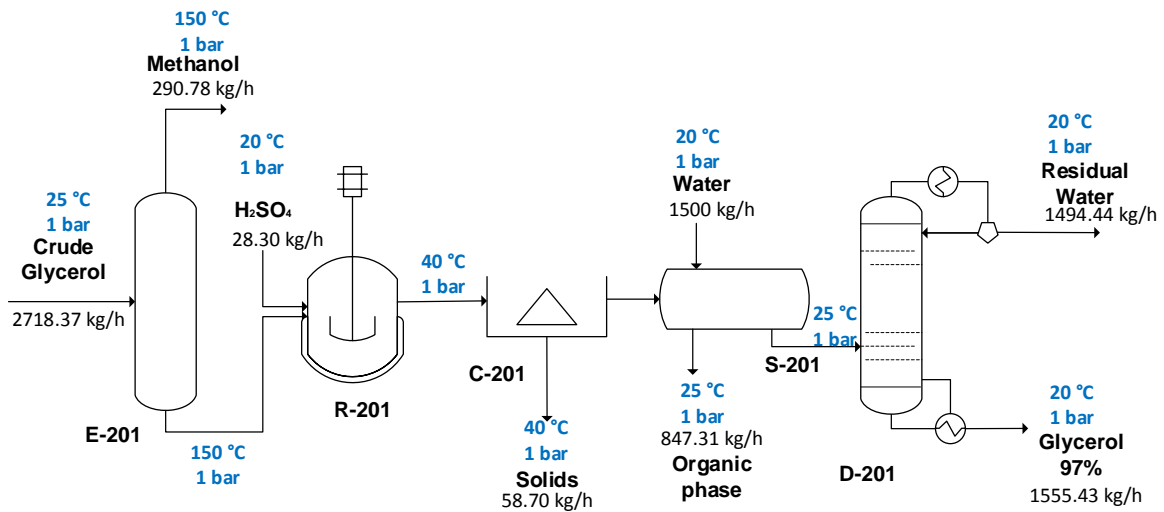 150 °C
1 bar
Methanol
290.78 kg/h
25 °C
1 bar
Crude
Glycerol
2718.37 kg/h
E-201
150 °C
1 bar
20 °C
1 bar
H₂SO₄
28.30 kg/h
R-201
40 °C
1 bar
C-201
40 °C
1 bar
Solids
58.70 kg/h
20 °C
1 bar
Water
1500 kg/h
S-201
25 °C
1 bar
847.31 kg/h
Organic
phase
25 °C
1 bar
D-201
20 °C
1 bar
Residual
Water
1494.44 kg/h
20 °C
1 bar
Glycerol
97%
1555.43 kg/h